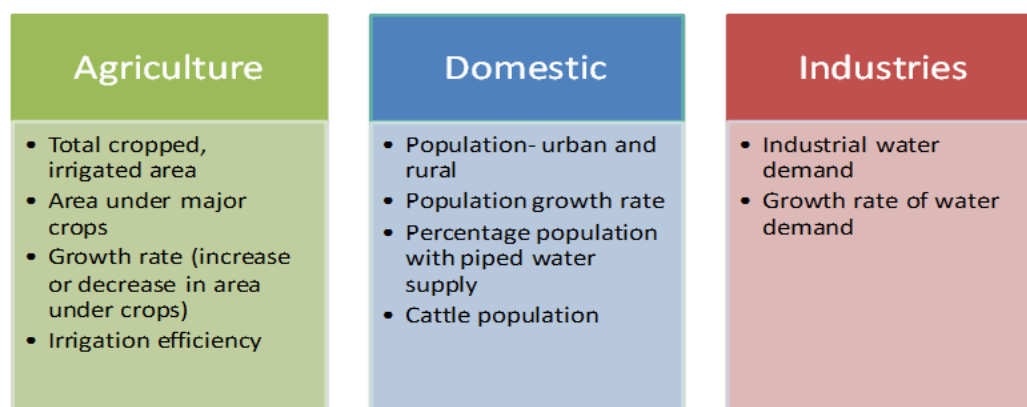 Agriculture
• Total cropped,
irrigated area
• Area under major
crops
• Growth rate (increase
or decrease in area
under crops)
• Irrigation efficiency
Domestic
• Population- urban and
rural
• Population growth rate
• Percentage population
with piped water
supply
• Cattle population
Industries
• Industrial water
demand
• Growth rate of water
demand